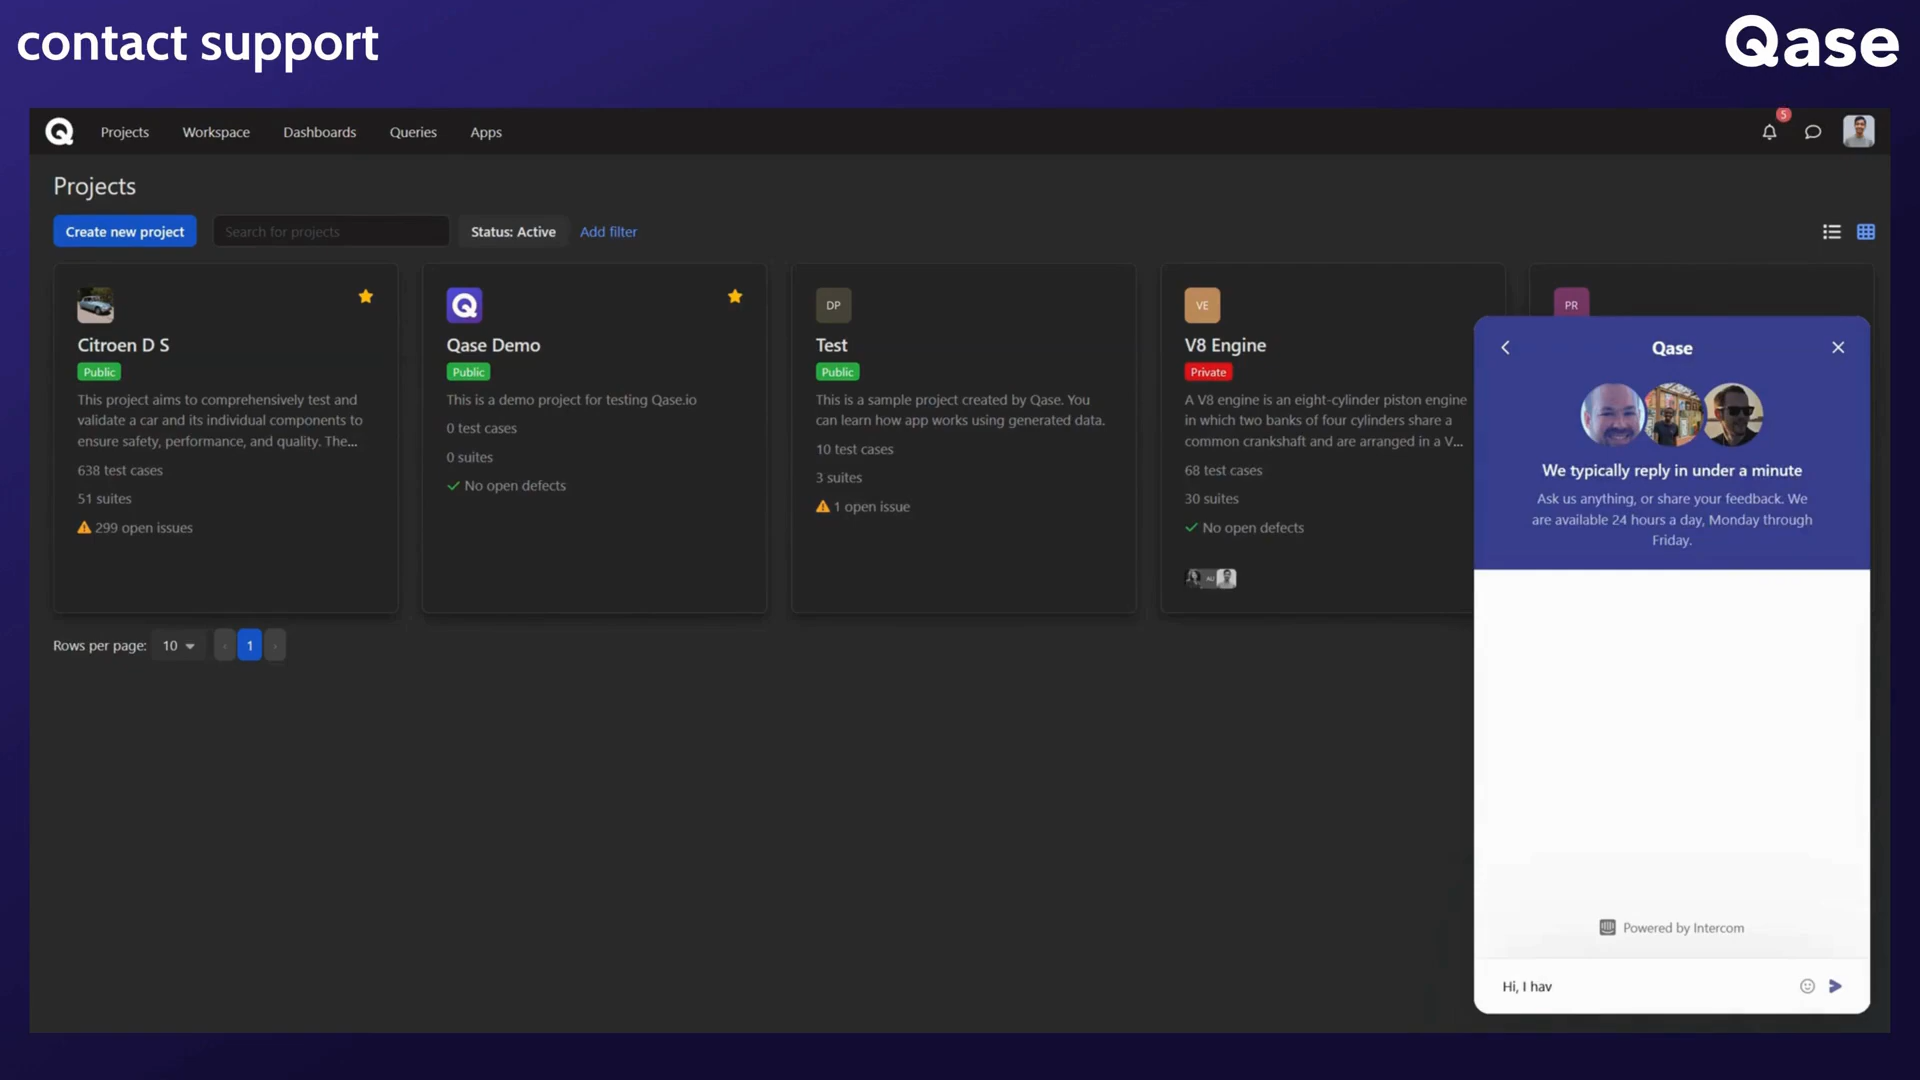 contact support
Qase
Projects
Workspace
Dashboards
Queries
Apps
5
Projects
Create new project
Search for projects
Status: Active
Add filter
Citroen D S
Public
This project aims to comprehensively test and
validate a car and its individual components to
ensure safety, performance, and quality. The...
638 test cases
51 suites
299 open issues
Qase Demo
Public
This is a demo project for testing Qase.io
0 test cases
0 suites
No open defects
DP
Test
Public
This is a sample project created by Qase. You
can learn how app works using generated data.
10 test cases
3 suites
1 open issue
VE
V8 Engine
Private
A V8 engine is an eight-cylinder piston engine
in which two banks of four cylinders share a
common crankshaft and are arranged in a V...
68 test cases
30 suites
No open defects
PR
Rows per page:
10
1
Qase
We typically reply in under a minute
Ask us anything, or share your feedback. We
are available 24 hours a day, Monday through
Friday.
Powered by Intercom
Hi, I hav